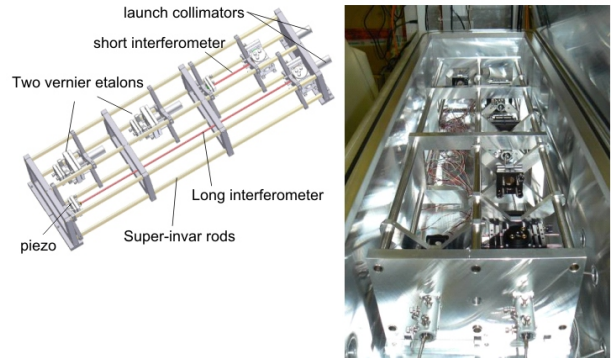 launch collimators
short interferometer
Two vernier etalons
Long interferometer
piezo
Super-invar rods